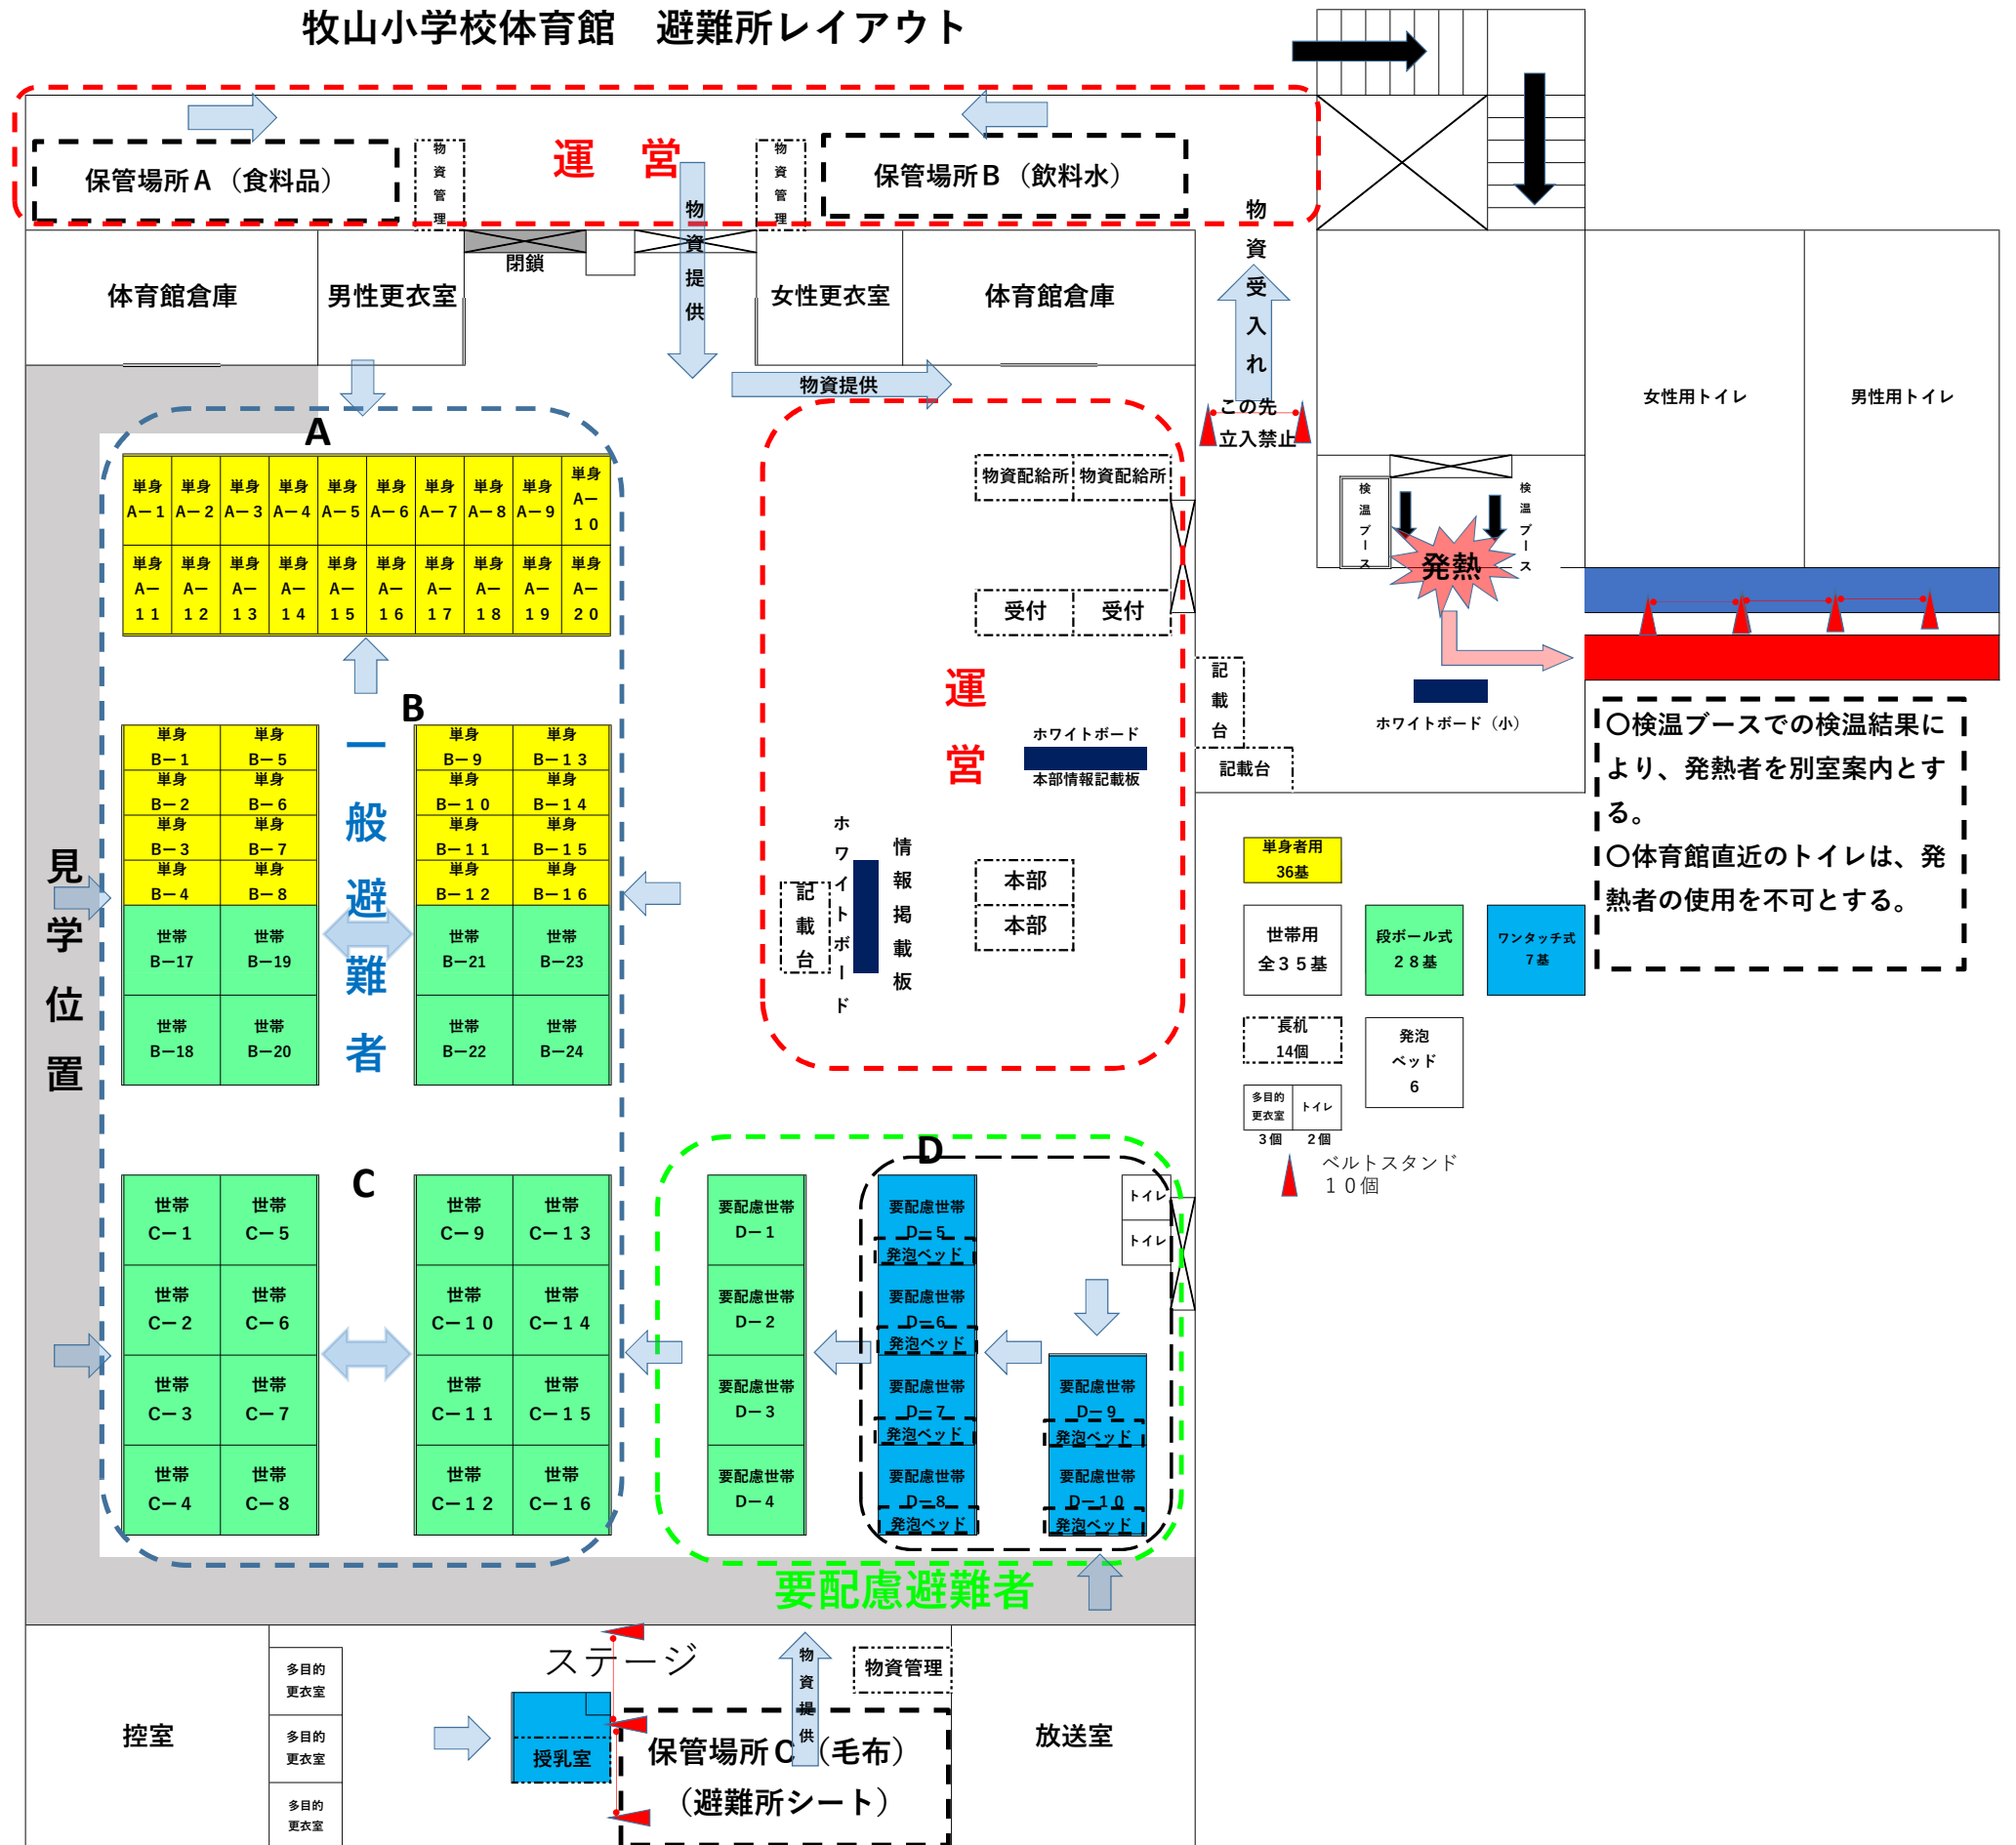 牧山小学校体育館　避難所レイアウト
保管場所Ａ（食料品）
物資管理
運　営
物資管理
保管場所Ｂ（飲料水）
物資提供
物資受入れ
閉鎖
体育館倉庫
男性更衣室
女性更衣室
体育館倉庫
物資提供
この先
立入禁止
女性用トイレ
男性用トイレ
A
単身
A－１
単身
A－２
単身
A－３
単身
A－４
単身
A－５
単身
A－６
単身
A－７
単身
A－８
単身
A－９
単身
A－
１０
単身
A－
１１
単身
A－
１２
単身
A－
１３
単身
A－
１４
単身
A－
１５
単身
A－
１６
単身
A－
１７
単身
A－
１８
単身
A－
１９
単身
A－
２０
物資配給所
物資配給所
受付
受付
検温ブース
検温ブース
発熱
運営
記載台
記載台
ホワイトボード（小）
ホワイトボード
本部情報記載板
記載台
ホワイトボード
情報掲載板
本部
本部
〇検温ブースでの検温結果に
より、発熱者を別室案内とす
る。
〇体育館直近のトイレは、発
熱者の使用を不可とする。
B
一般避難者
見学位置
単身
B－１
単身
B－５
単身
B－９
単身
B－１３
単身
B－２
単身
B－６
単身
B－１０
単身
B－１４
単身
B－３
単身
B－７
単身
B－１１
単身
B－１５
単身
B－４
単身
B－８
単身
B－１２
単身
B－１６
世帯
B－17
世帯
B－19
世帯
B－21
世帯
B－23
世帯
B－18
世帯
B－20
世帯
B－22
世帯
B－24
単身者用
36基
世帯用
全３５基
段ボール式
２８基
ワンタッチ式
７基
長机
14個
発泡
ベッド
６
多目的
更衣室
トイレ
３個
２個
ベルトスタンド
１０個
C
世帯
C－１
世帯
C－５
世帯
C－９
世帯
C－１３
世帯
C－２
世帯
C－６
世帯
C－１０
世帯
C－１４
世帯
C－３
世帯
C－７
世帯
C－１１
世帯
C－１５
世帯
C－４
世帯
C－８
世帯
C－１２
世帯
C－１６
D
要配慮世帯
D－１
要配慮世帯
D－２
要配慮世帯
D－３
要配慮世帯
D－４
要配慮世帯
D－５
発泡ベッド
要配慮世帯
D－６
発泡ベッド
要配慮世帯
D－７
発泡ベッド
要配慮世帯
D－８
発泡ベッド
トイレ
トイレ
要配慮世帯
D－９
発泡ベッド
要配慮世帯
D－１０
発泡ベッド
要配慮避難者
控室
多目的
更衣室
多目的
更衣室
多目的
更衣室
ステージ
授乳室
物資提供
物資管理
保管場所Ｃ（毛布）
（避難所シート）
放送室